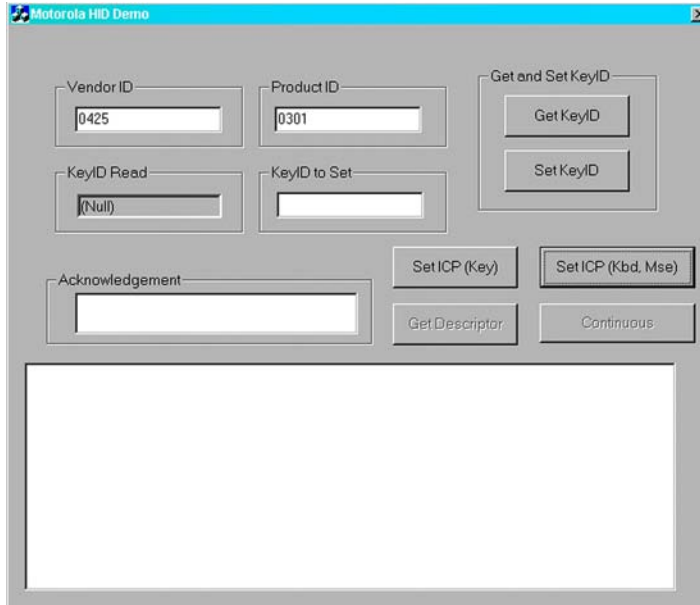 Motorola HID Demo
Vendor ID
0425
Product ID
0301
Get and Set KeyID
Get KeyID
Set KeyID
KeyID Read
(Null)
KeyID to Set
Acknowledgement
Set ICP (Key)
Set ICP (Kbd, Mse)
Get Descriptor
Continuous